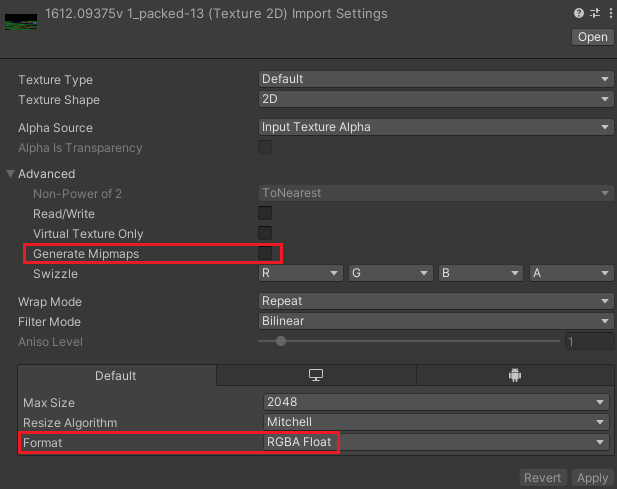 1612.09375v 1_packed-13 (Texture 2D) Import Settings
Open
Texture Type Default
Texture Shape 2D
Alpha Source Input Texture Alpha
Alpha Is Transparency
Advanced
Non-Power of 2 ToNearest
Read/Write
Virtual Texture Only
Generate Mipmaps
Swizzle R G B A
Wrap Mode Repeat
Filter Mode Bilinear
Aniso Level 1
Default
Max Size 2048
Resize Algorithm Mitchell
Format RGBA Float
Revert Apply